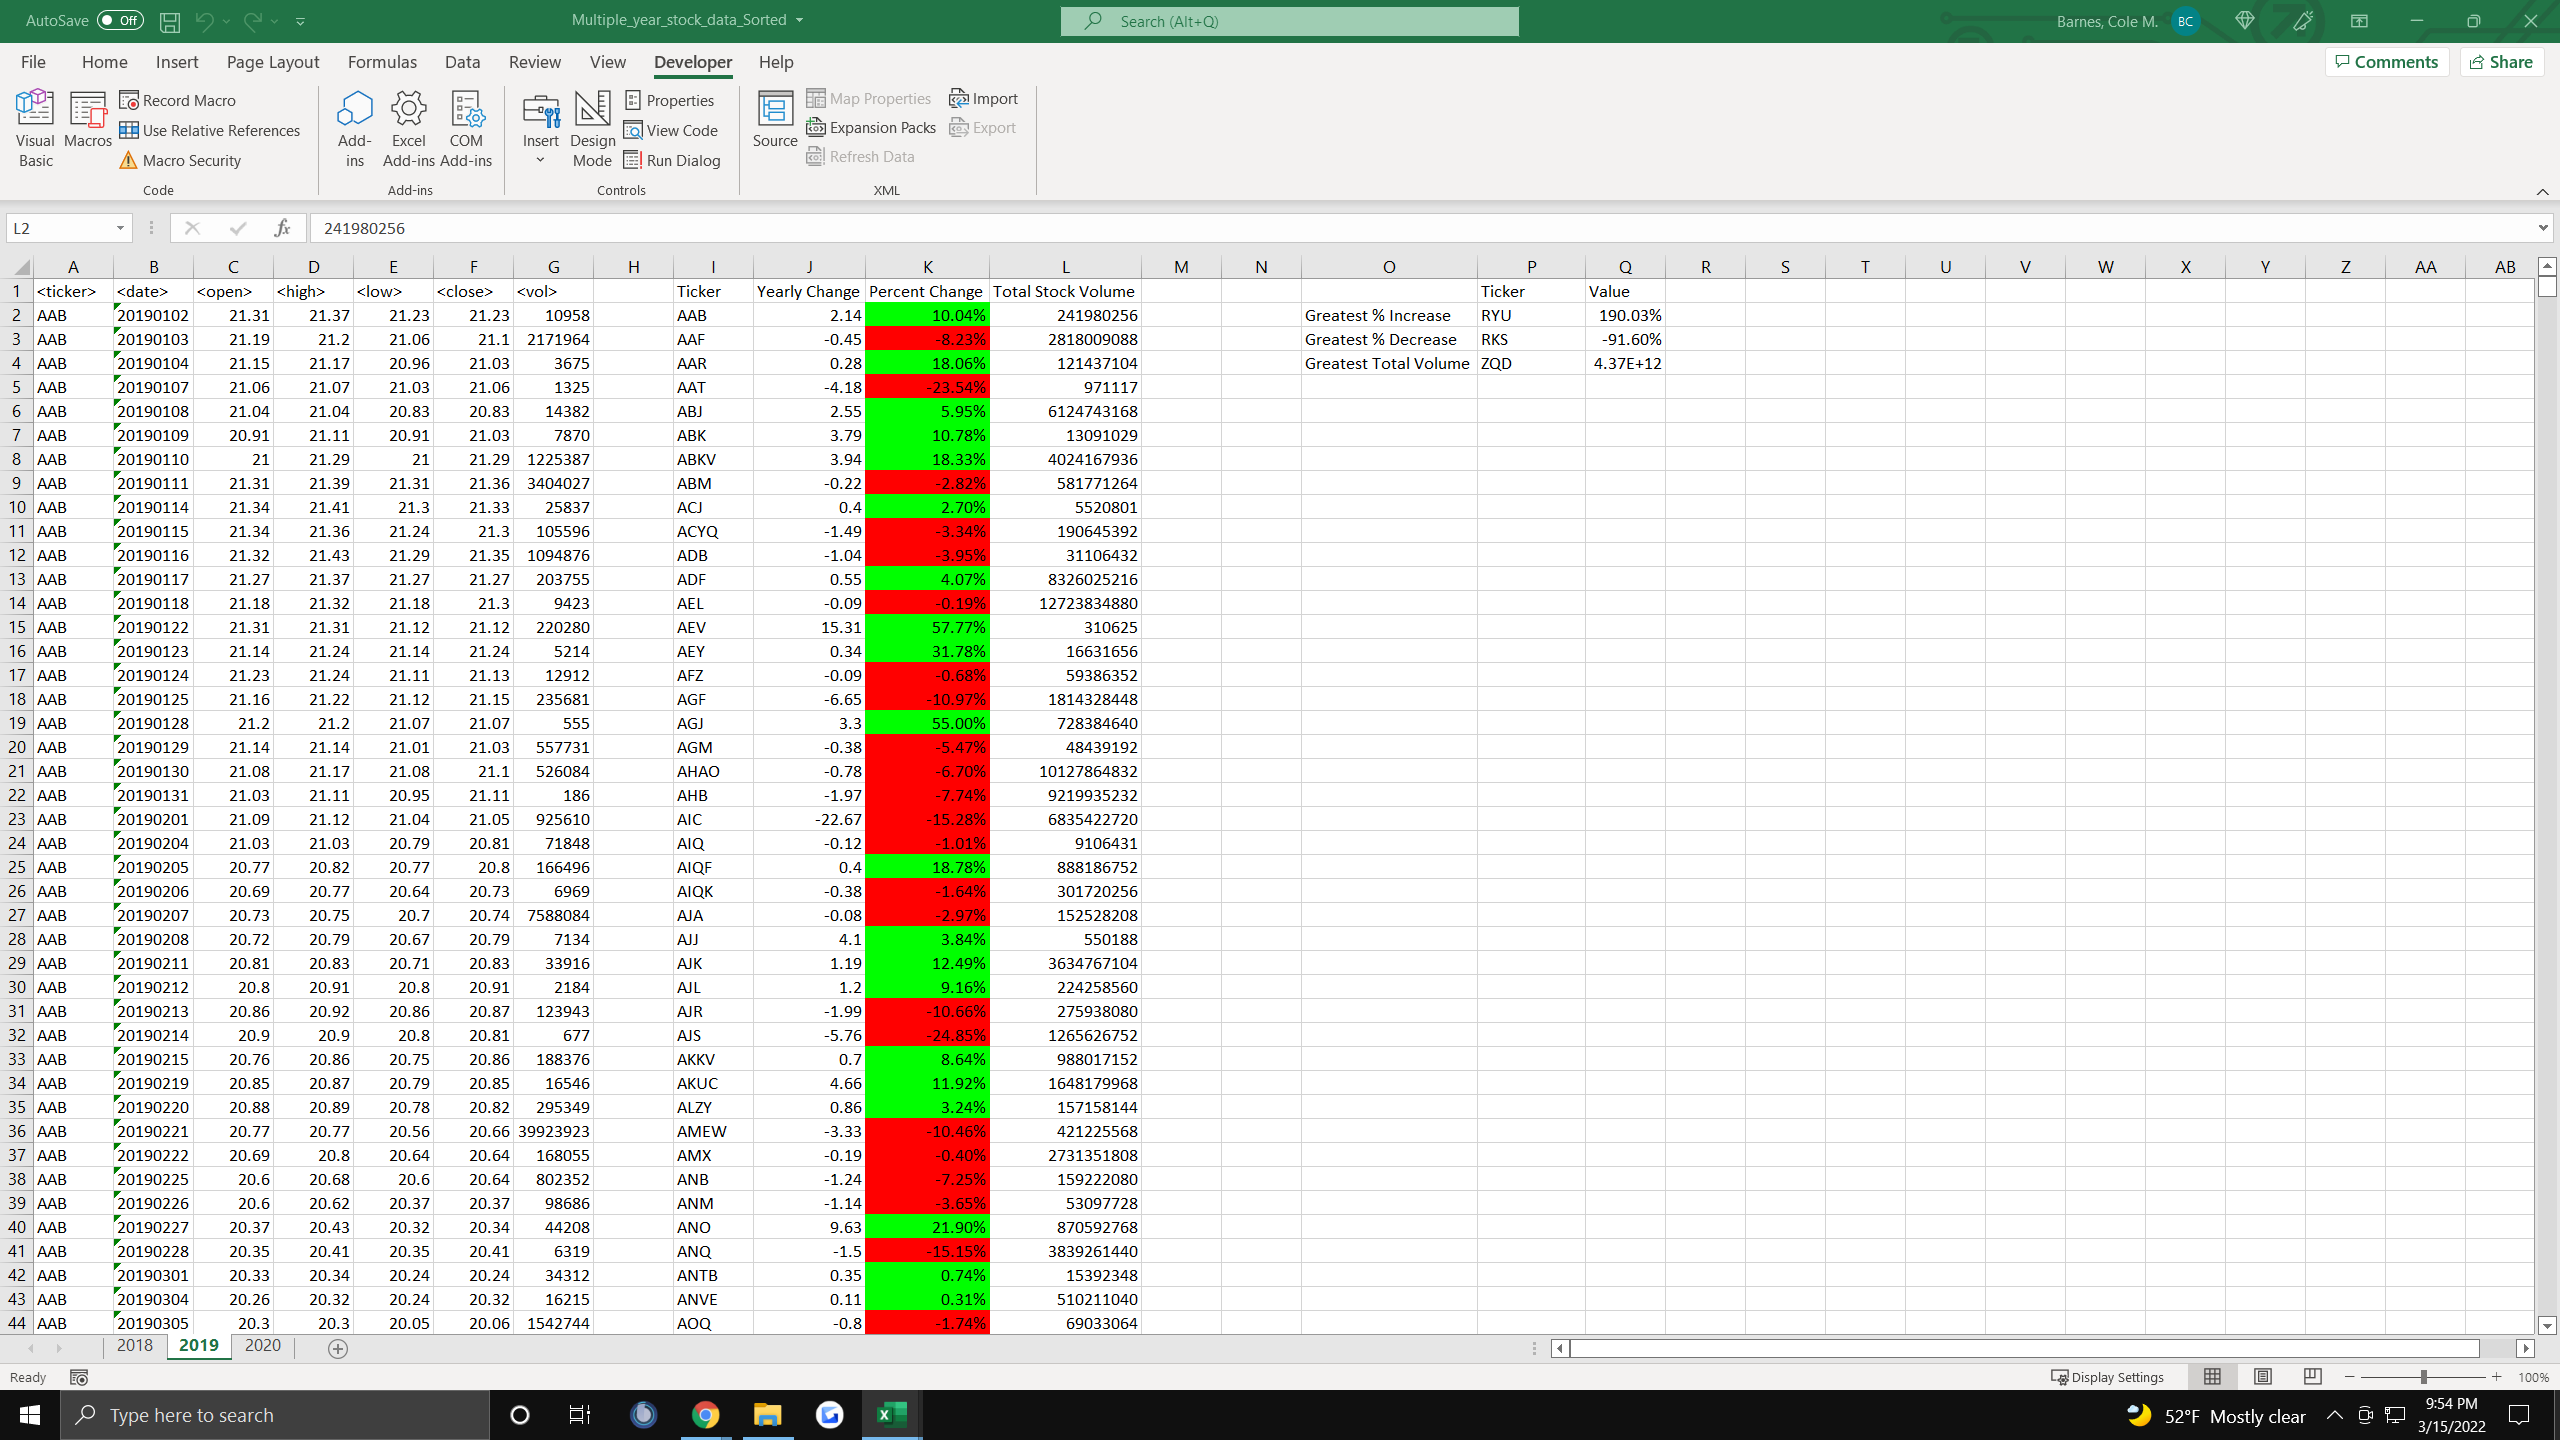 AutoSave Off Multiple_year_stock_data_Sorted Search (Alt+Q) Barnes, Cole M. BC
File Home Insert Page Layout Formulas Data Review View Developer Help Comments Share
Visual Basic Macros Record Macro Use Relative References Macro Security Code
Add-ins Excel Add-ins COM Add-ins Add-ins
Insert Design Mode Properties View Code Run Dialog Controls
Source Map Properties Expansion Packs Refresh Data Import Export XML
L2 fx 241980256
A B C D E F G H I J K L M N O P Q R S T U V W X Y Z AA AB
1 <ticker> <date> <open> <high> <low> <close> <vol> Ticker Yearly Change Percent Change Total Stock Volume Ticker Value
2 AAB 20190102 21.31 21.37 21.23 21.23 10958 AAB 2.14 10.04% 241980256 Greatest % Increase RYU 190.03%
3 AAB 20190103 21.19 21.2 21.06 21.1 2171964 AAF -0.45 -8.23% 2818009088 Greatest % Decrease RKS -91.60%
4 AAB 20190104 21.15 21.17 20.96 21.03 3675 AAR 0.28 18.06% 121437104 Greatest Total Volume ZQD 4.37E+12
5 AAB 20190107 21.06 21.07 21.03 21.06 1325 AAT -4.18 -23.54% 971117
6 AAB 20190108 21.04 21.04 20.83 20.83 14382 ABJ 2.55 5.95% 6124743168
7 AAB 20190109 20.91 21.11 20.91 21.03 7870 ABK 3.79 10.78% 13091029
8 AAB 20190110 21 21.29 21 21.29 1225387 ABKV 3.94 18.33% 4024167936
9 AAB 20190111 21.31 21.39 21.31 21.36 3404027 ABM -0.22 -2.82% 581771264
10 AAB 20190114 21.34 21.41 21.3 21.33 25837 ACJ 0.4 2.70% 5520801
11 AAB 20190115 21.34 21.36 21.24 21.3 105596 ACYQ -1.49 -3.34% 190645392
12 AAB 20190116 21.32 21.43 21.29 21.35 1094876 ADB -1.04 -3.95% 31106432
13 AAB 20190117 21.27 21.37 21.27 21.27 203755 ADF 0.55 4.07% 8326025216
14 AAB 20190118 21.18 21.32 21.18 21.3 9423 AEL -0.09 -0.19% 12723834880
15 AAB 20190122 21.31 21.31 21.12 21.12 220280 AEV 15.31 57.77% 310625
16 AAB 20190123 21.14 21.24 21.14 21.24 5214 AEY 0.34 31.78% 16631656
17 AAB 20190124 21.23 21.24 21.11 21.13 12912 AFZ -0.09 -0.68% 59386352
18 AAB 20190125 21.16 21.22 21.12 21.15 235681 AGF -6.65 -10.97% 1814328448
19 AAB 20190128 21.2 21.2 21.07 21.07 555 AGJ 3.3 55.00% 728384640
20 AAB 20190129 21.14 21.14 21.01 21.03 557731 AGM -0.38 -5.47% 48439192
21 AAB 20190130 21.08 21.17 21.08 21.1 526084 AHAO -0.78 -6.70% 10127864832
22 AAB 20190131 21.03 21.11 20.95 21.11 186 AHB -1.97 -7.74% 9219935232
23 AAB 20190201 21.09 21.12 21.04 21.05 925610 AIC -22.67 -15.28% 6835422720
24 AAB 20190204 21.03 21.03 20.79 20.81 71848 AIQ -0.12 -1.01% 9106431
25 AAB 20190205 20.77 20.82 20.77 20.8 166496 AIQF 0.4 18.78% 888186752
26 AAB 20190206 20.69 20.77 20.64 20.73 6969 AIQK -0.38 -1.64% 301720256
27 AAB 20190207 20.73 20.75 20.7 20.74 7588084 AJA -0.08 -2.97% 152528208
28 AAB 20190208 20.72 20.79 20.67 20.79 7134 AJJ 4.1 3.84% 550188
29 AAB 20190211 20.81 20.83 20.71 20.83 33916 AJK 1.19 12.49% 3634767104
30 AAB 20190212 20.8 20.91 20.8 20.91 2184 AJL 1.2 9.16% 224258560
31 AAB 20190213 20.86 20.92 20.86 20.87 123943 AJR -1.99 -10.66% 275938080
32 AAB 20190214 20.9 20.9 20.8 20.81 677 AJS -5.76 -24.85% 1265626752
33 AAB 20190215 20.76 20.86 20.75 20.86 188376 AKKV 0.7 8.64% 988017152
34 AAB 20190219 20.85 20.87 20.79 20.85 16546 AKUC 4.66 11.92% 1648179968
35 AAB 20190220 20.88 20.89 20.78 20.82 295349 ALZY 0.86 3.24% 157158144
36 AAB 20190221 20.77 20.77 20.56 20.66 39923923 AMEW -3.33 -10.46% 421225568
37 AAB 20190222 20.69 20.8 20.64 20.64 168055 AMX -0.19 -0.40% 2731351808
38 AAB 20190225 20.6 20.68 20.6 20.64 802352 ANB -1.24 -7.25% 159222080
39 AAB 20190226 20.6 20.62 20.37 20.37 98686 ANM -1.14 -3.65% 53097728
40 AAB 20190227 20.37 20.43 20.32 20.34 44208 ANO 9.63 21.90% 870592768
41 AAB 20190228 20.35 20.41 20.35 20.41 6319 ANQ -1.5 -15.15% 3839261440
42 AAB 20190301 20.33 20.34 20.24 20.24 34312 ANTB 0.35 0.74% 15392348
43 AAB 20190304 20.26 20.32 20.24 20.32 16215 ANVE 0.11 0.31% 510211040
44 AAB 20190305 20.3 20.3 20.05 20.06 1542744 AOQ -0.8 -1.74% 69033064
2018 2019 2020
Ready Display Settings 100%
Type here to search 52°F Mostly clear 9:54 PM
3/15/2022